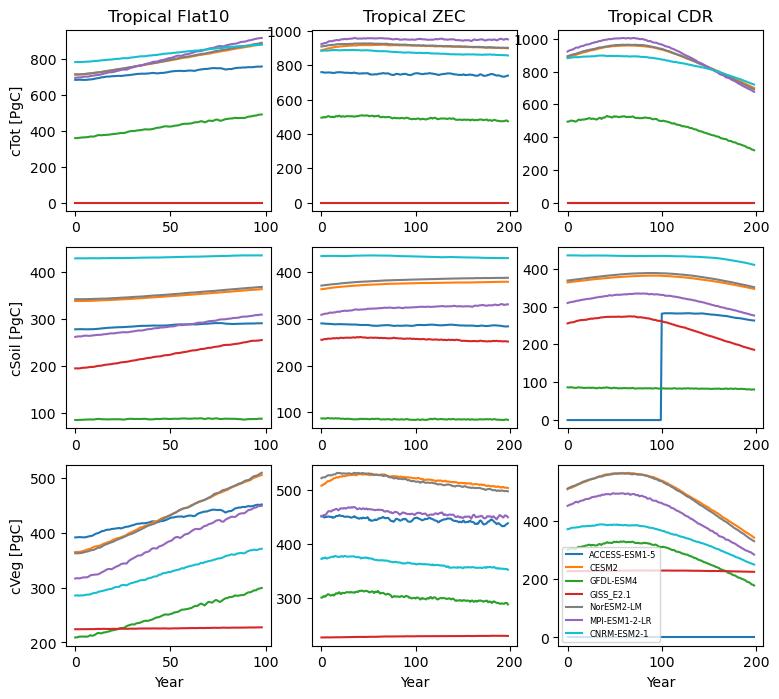 Tropical Flat10 Tropical ZEC Tropical CDR
cTot [PgC]
800
600
400
200
0
0 50 100
1000
800
600
400
200
0
0 100 200
1000
800
600
400
200
0
0 100 200
cSoil [PgC]
400
300
200
100
0 50 100
400
300
200
100
0 100 200
400
300
200
100
0
0 100 200
cVeg [PgC]
500
400
300
200
0 50 100
Year
500
400
300
0 100 200
Year
400
200
0
ACCESS-ESM1-5
CESM2
GFDL-ESM4
GISS_E2.1
NorESM2-LM
MPI-ESM1-2-LR
CNRM-ESM2-1
0 100 200
Year